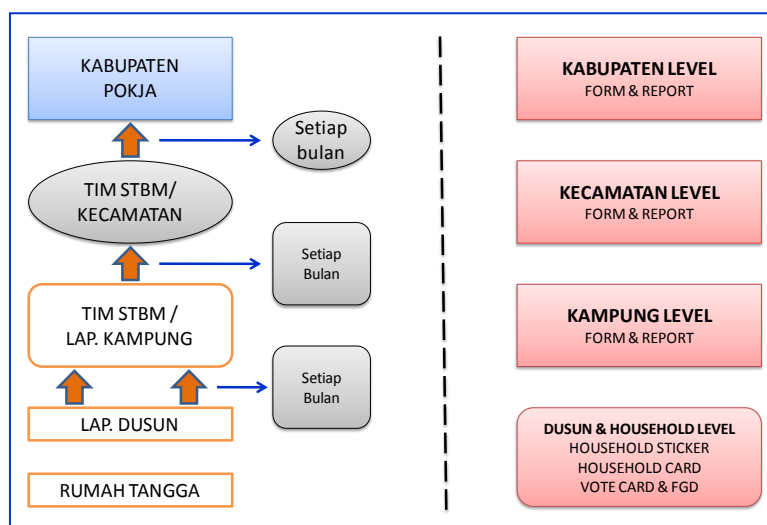 KABUPATEN
POKJA
Setiap
bulan
TIM STBM/
KECAMATAN
Setiap
Bulan
TIM STBM /
LAP. KAMPUNG
Setiap
Bulan
LAP. DUSUN
RUMAH TANGGA
KABUPATEN LEVEL
FORM & REPORT
KECAMATAN LEVEL
FORM & REPORT
KAMPUNG LEVEL
FORM & REPORT
DUSUN & HOUSEHOLD LEVEL
HOUSEHOLD STICKER
HOUSEHOLD CARD
VOTE CARD & FGD